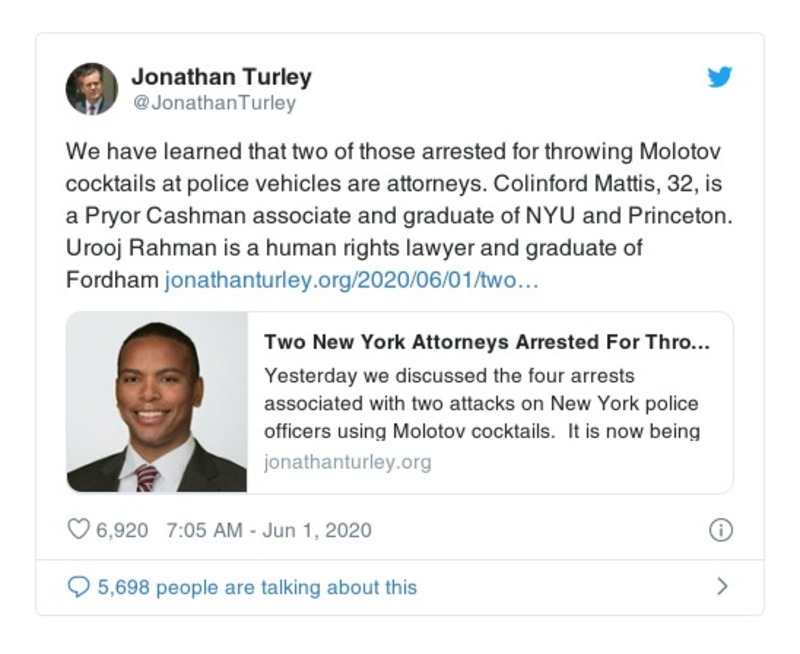 Jonathan Turley
@JonathanTurley
We have learned that two of those arrested for throwing Molotov
cocktails at police vehicles are attorneys. Colinford Mattis, 32, is
a Pryor Cashman associate and graduate of NYU and Princeton.
Urooj Rahman is a human rights lawyer and graduate of
Fordham jonathanturley.org/2020/06/01/two…
Two New York Attorneys Arrested For Thro...
Yesterday we discussed the four arrests
associated with two attacks on New York police
officers using Molotov cocktails.  It is now being
jonathanturley.org
6,920 7:05 AM - Jun 1, 2020
5,698 people are talking about this